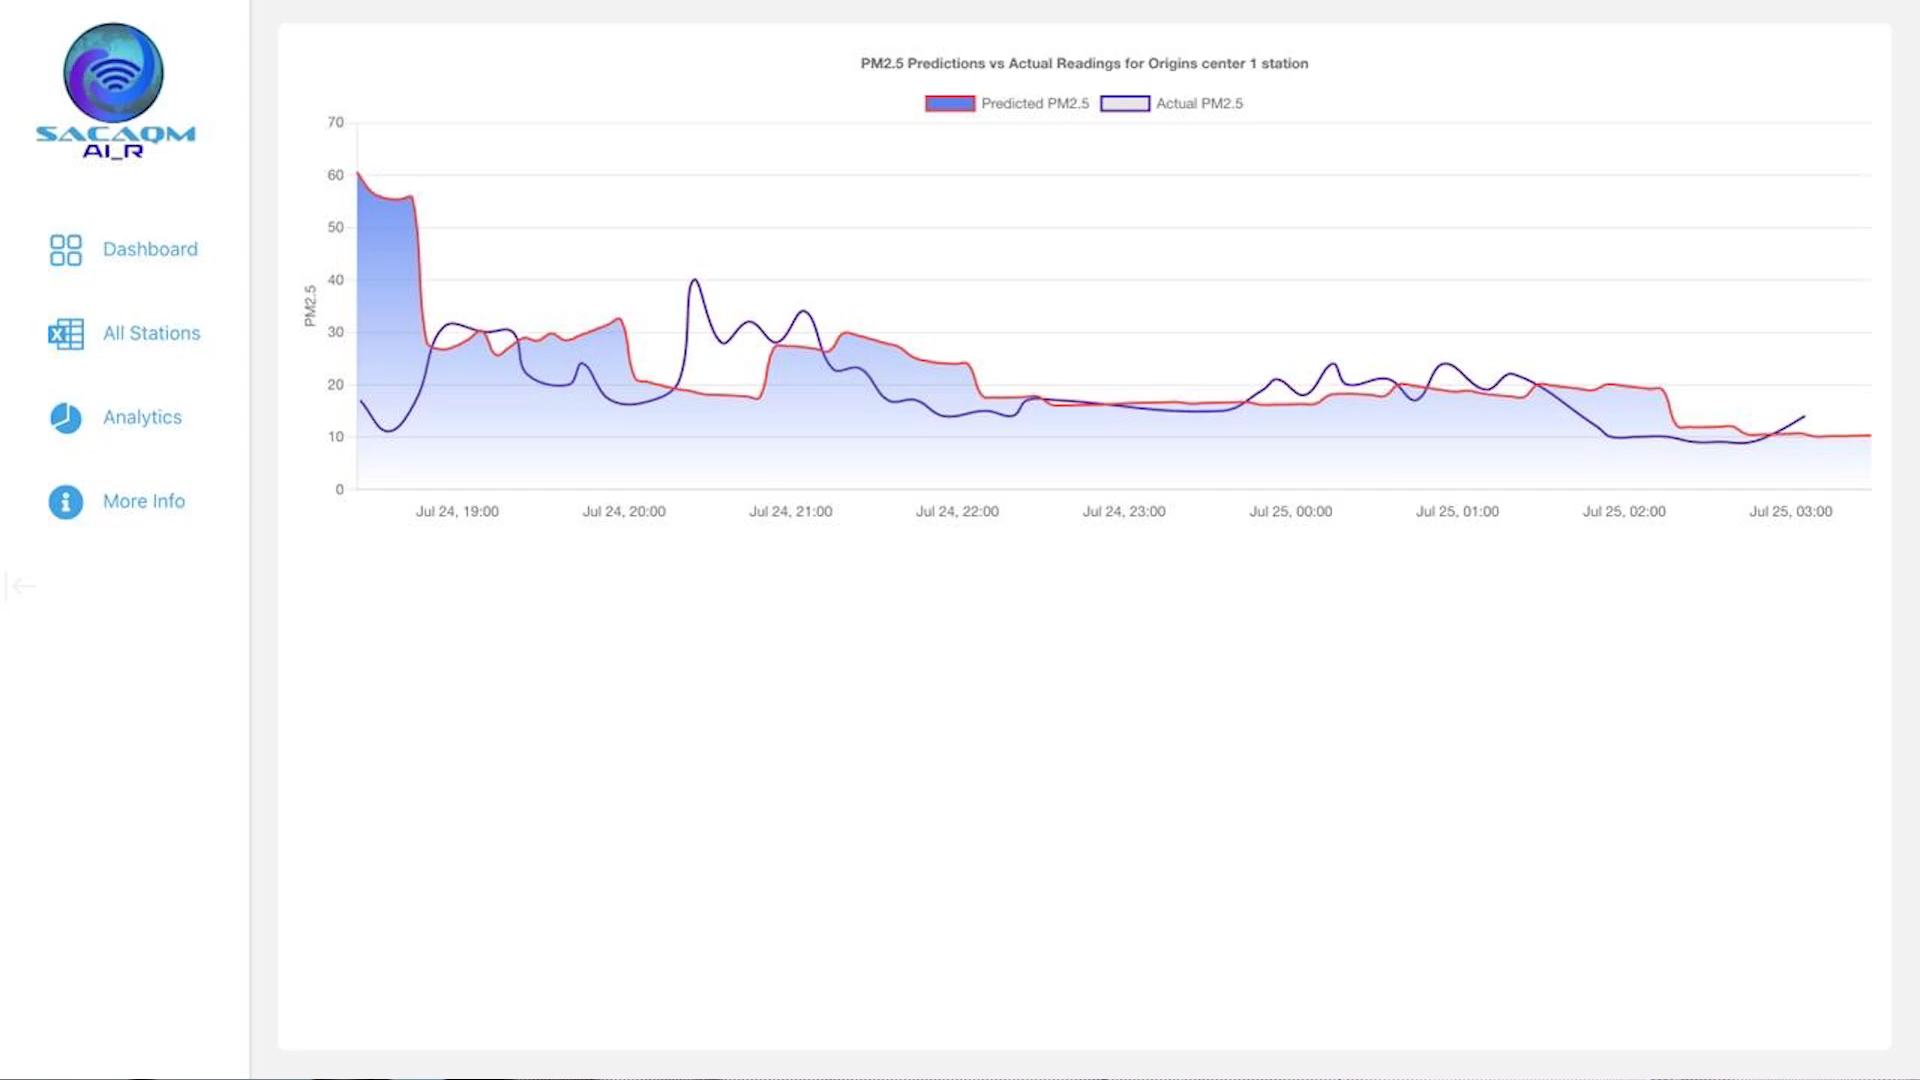 SACAQM
AI_R
Dashboard
All Stations
Analytics
More Info
PM2.5 Predictions vs Actual Readings for Origins center 1 station
Predicted PM2.5 Actual PM2.5
PM2.5
70
60
50
40
30
20
10
0
Jul 24, 19:00 Jul 24, 20:00 Jul 24, 21:00 Jul 24, 22:00 Jul 24, 23:00 Jul 25, 00:00 Jul 25, 01:00 Jul 25, 02:00 Jul 25, 03:00